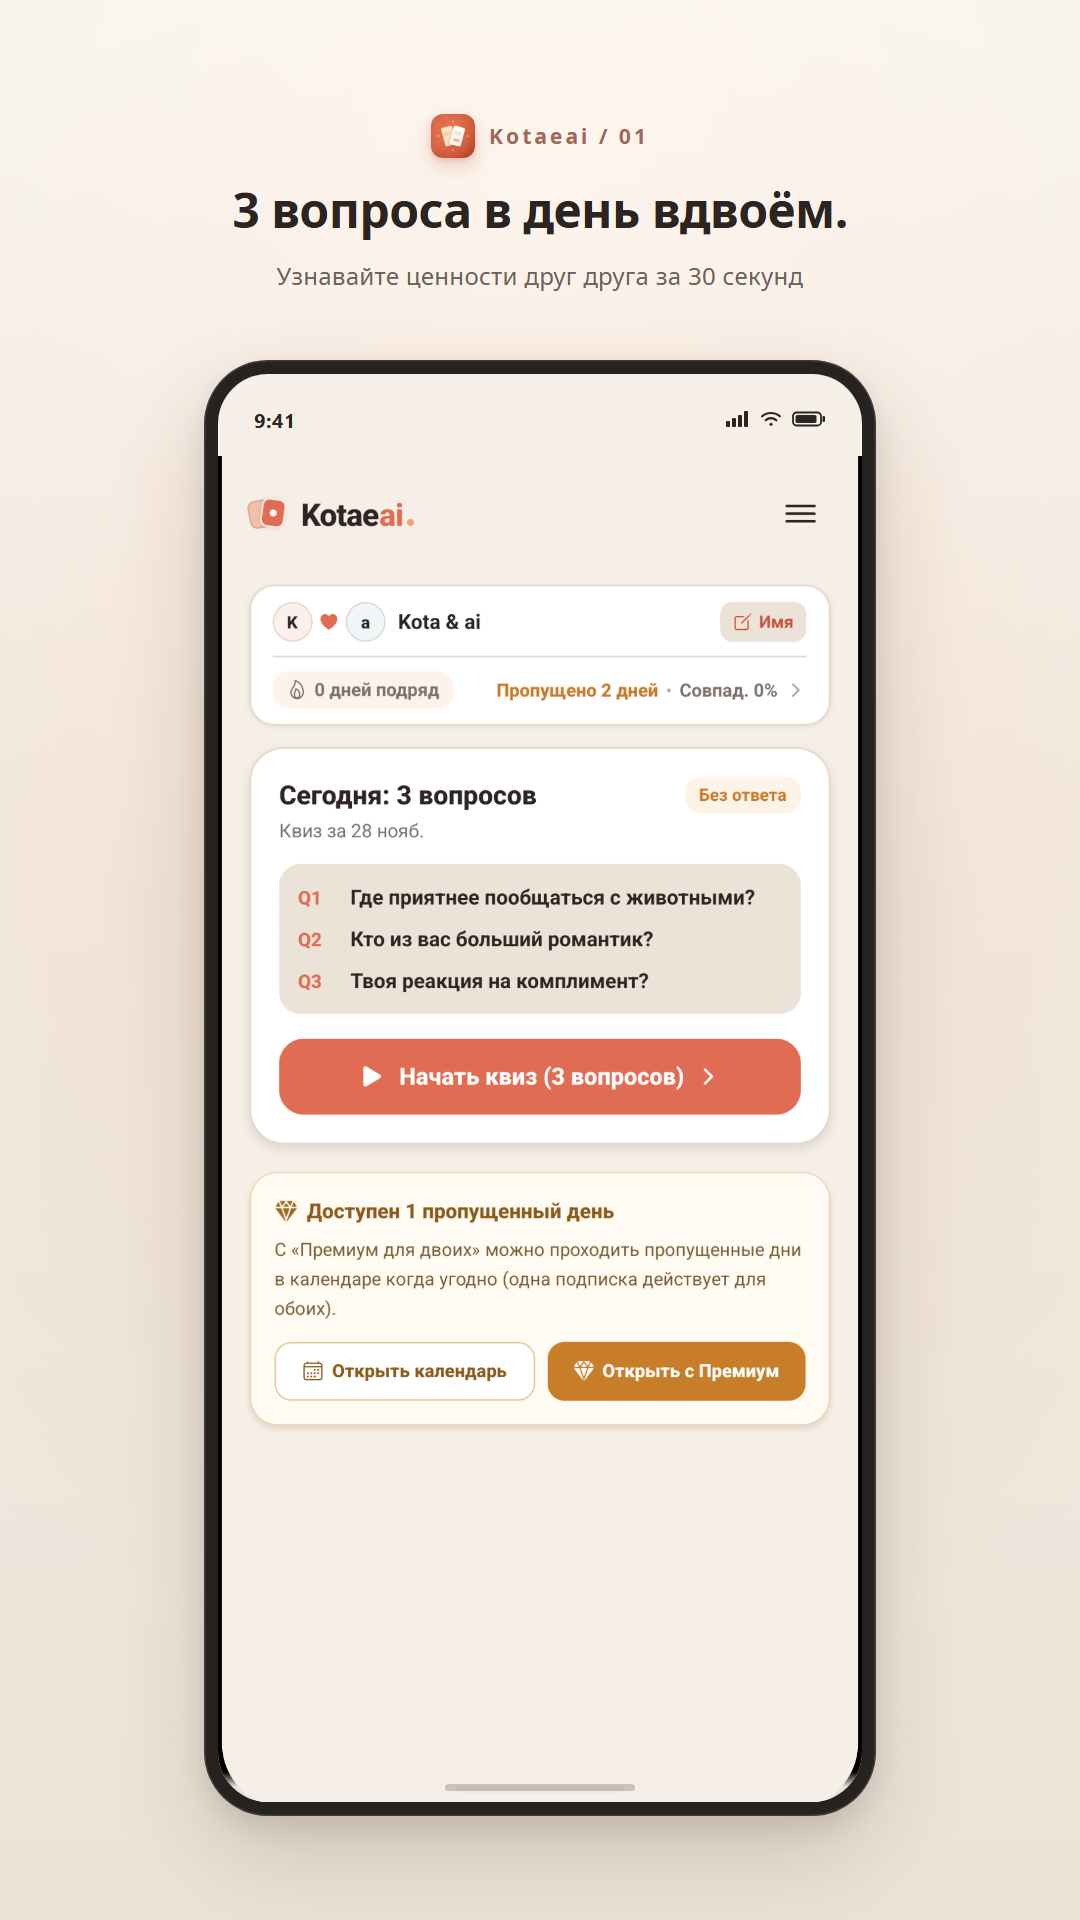 Kotaeai / 01
3 вопроса в день вдвоём.
Узнавайте ценности друг друга за 30 секунд
9:41
Kotaeai.
K a Kota & ai Имя
0 дней подряд Пропущено 2 дней • Совпад. 0%
Сегодня: 3 вопросов Без ответа
Квиз за 28 нояб.
Q1 Где приятнее пообщаться с животными?
Q2 Кто из вас больший романтик?
Q3 Твоя реакция на комплимент?
Начать квиз (3 вопросов)
Доступен 1 пропущенный день
С «Премиум для двоих» можно проходить пропущенные дни
в календаре когда угодно (одна подписка действует для
обоих).
Открыть календарь Открыть с Премиум